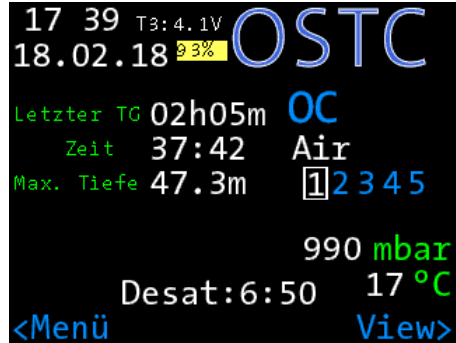 17 39 T3:4.1V OSTC
18.02.18 93%
Letzter TG 02h05m OC
Zeit 37:42 Air
Max. Tiefe 47.3m 1 2 3 4 5
990 mbar
Desat:6:50 17 °C
<Menü View>